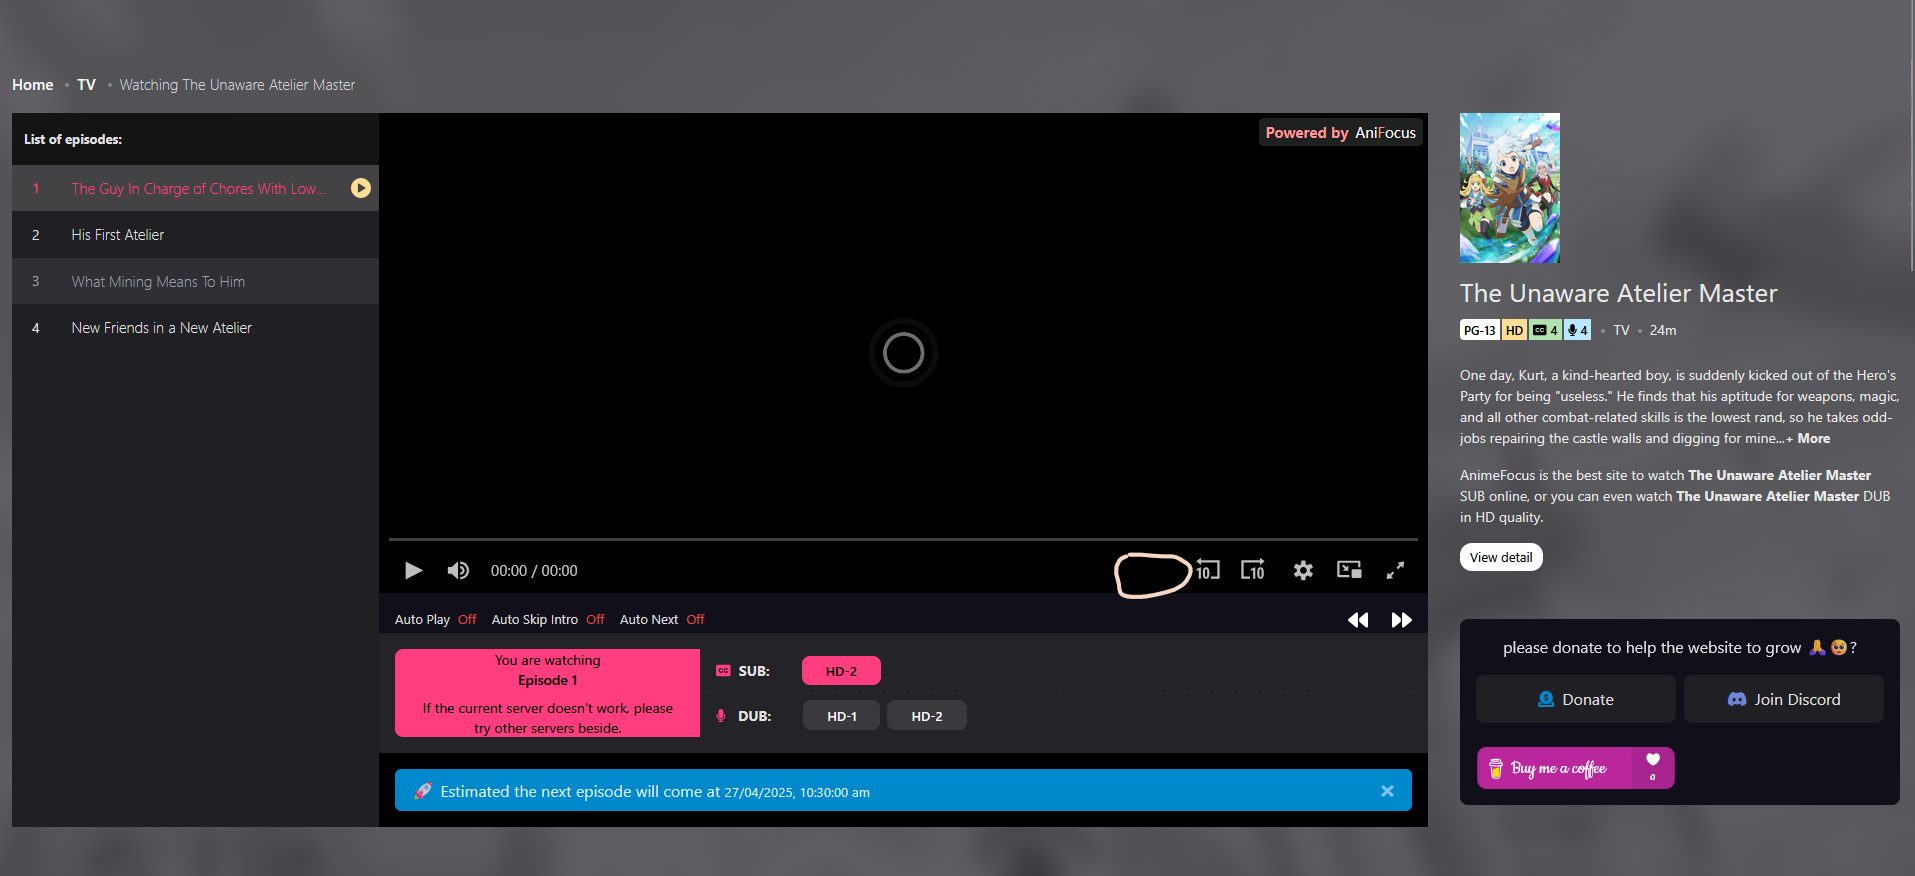 Home • TV • Watching The Unaware Atelier Master
List of episodes:
1 The Guy In Charge of Chores With Low...
2 His First Atelier
3 What Mining Means To Him
4 New Friends in a New Atelier
Powered by AniFocus
10 10
00:00 / 00:00
Auto Play Off Auto Skip Intro Off Auto Next Off
You are watching
Episode 1
If the current server doesn't work, please
try other servers beside.
CC SUB: HD-2
DUB: HD-1 HD-2
🚀 Estimated the next episode will come at 27/04/2025, 10:30:00 am ×
The Unaware Atelier Master
PG-13 HD CC 4 4 • TV • 24m
One day, Kurt, a kind-hearted boy, is suddenly kicked out of the Hero's
Party for being "useless." He finds that his aptitude for weapons, magic,
and all other combat-related skills is the lowest rand, so he takes odd-
jobs repairing the castle walls and digging for mine...+ More
AnimeFocus is the best site to watch The Unaware Atelier Master
SUB online, or you can even watch The Unaware Atelier Master DUB
in HD quality.
View detail
please donate to help the website to grow 🙏🥺?
Donate Join Discord
Buy me a coffee 0